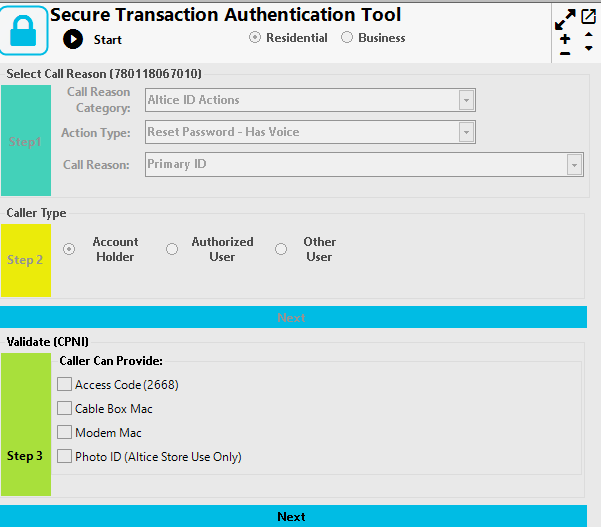 Secure Transaction Authentication Tool
Start
Residential
Business
Select Call Reason (780118067010)
Step1
Call Reason Category:
Altice ID Actions
Action Type:
Reset Password - Has Voice
Call Reason:
Primary ID
Caller Type
Step 2
Account Holder
Authorized User
Other User
Next
Validate (CPNI)
Caller Can Provide:
Access Code (2668)
Cable Box Mac
Modem Mac
Photo ID (Altice Store Use Only)
Step 3
Next